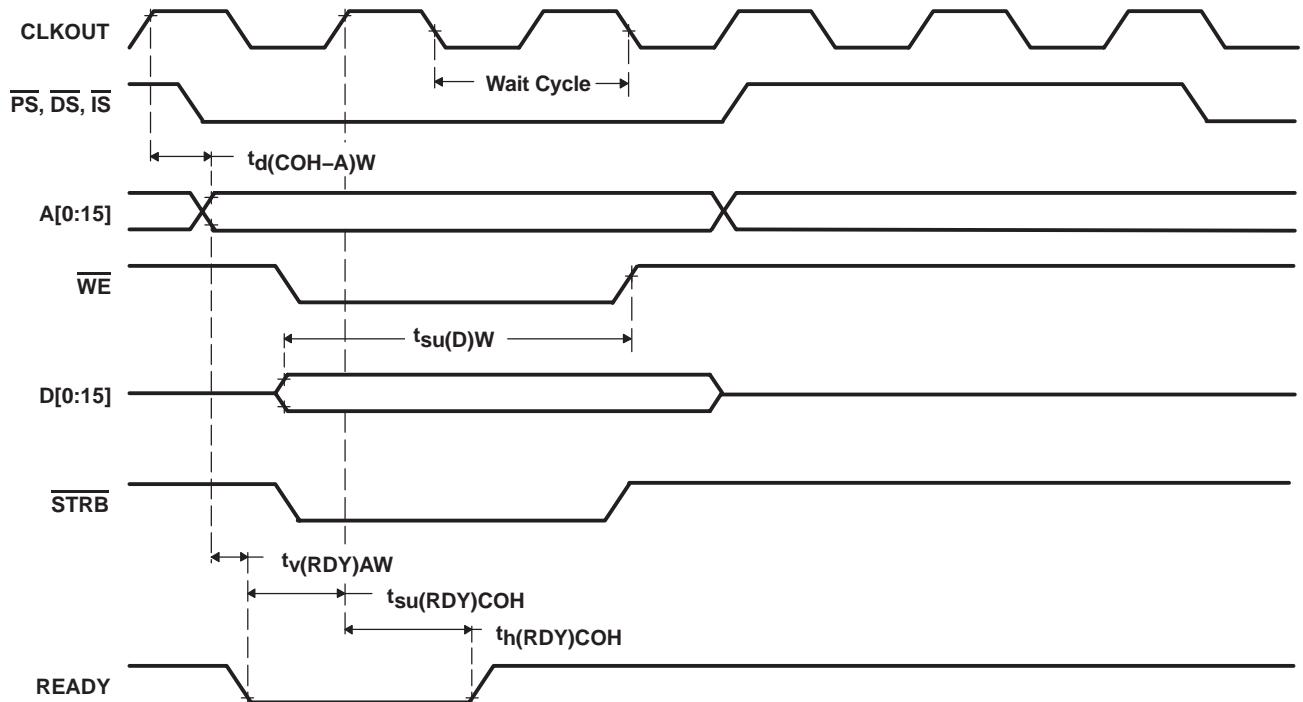 CLKOUT
Wait Cycle
PS, DS, IS
td(COH–A)W
A[0:15]
WE
tsu(D)W
D[0:15]
STRB
tv(RDY)AW
tsu(RDY)COH
th(RDY)COH
READY